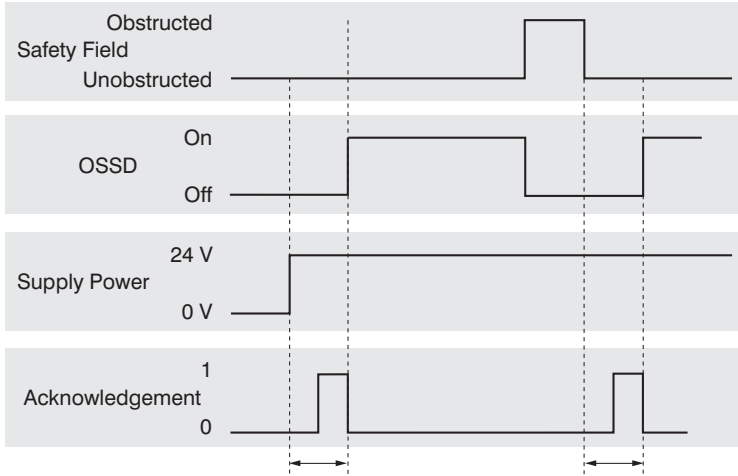 Obstructed
Safety Field
Unobstructed
On
OSSD
Off
24 V
Supply Power
0 V
1
Acknowledgement
0